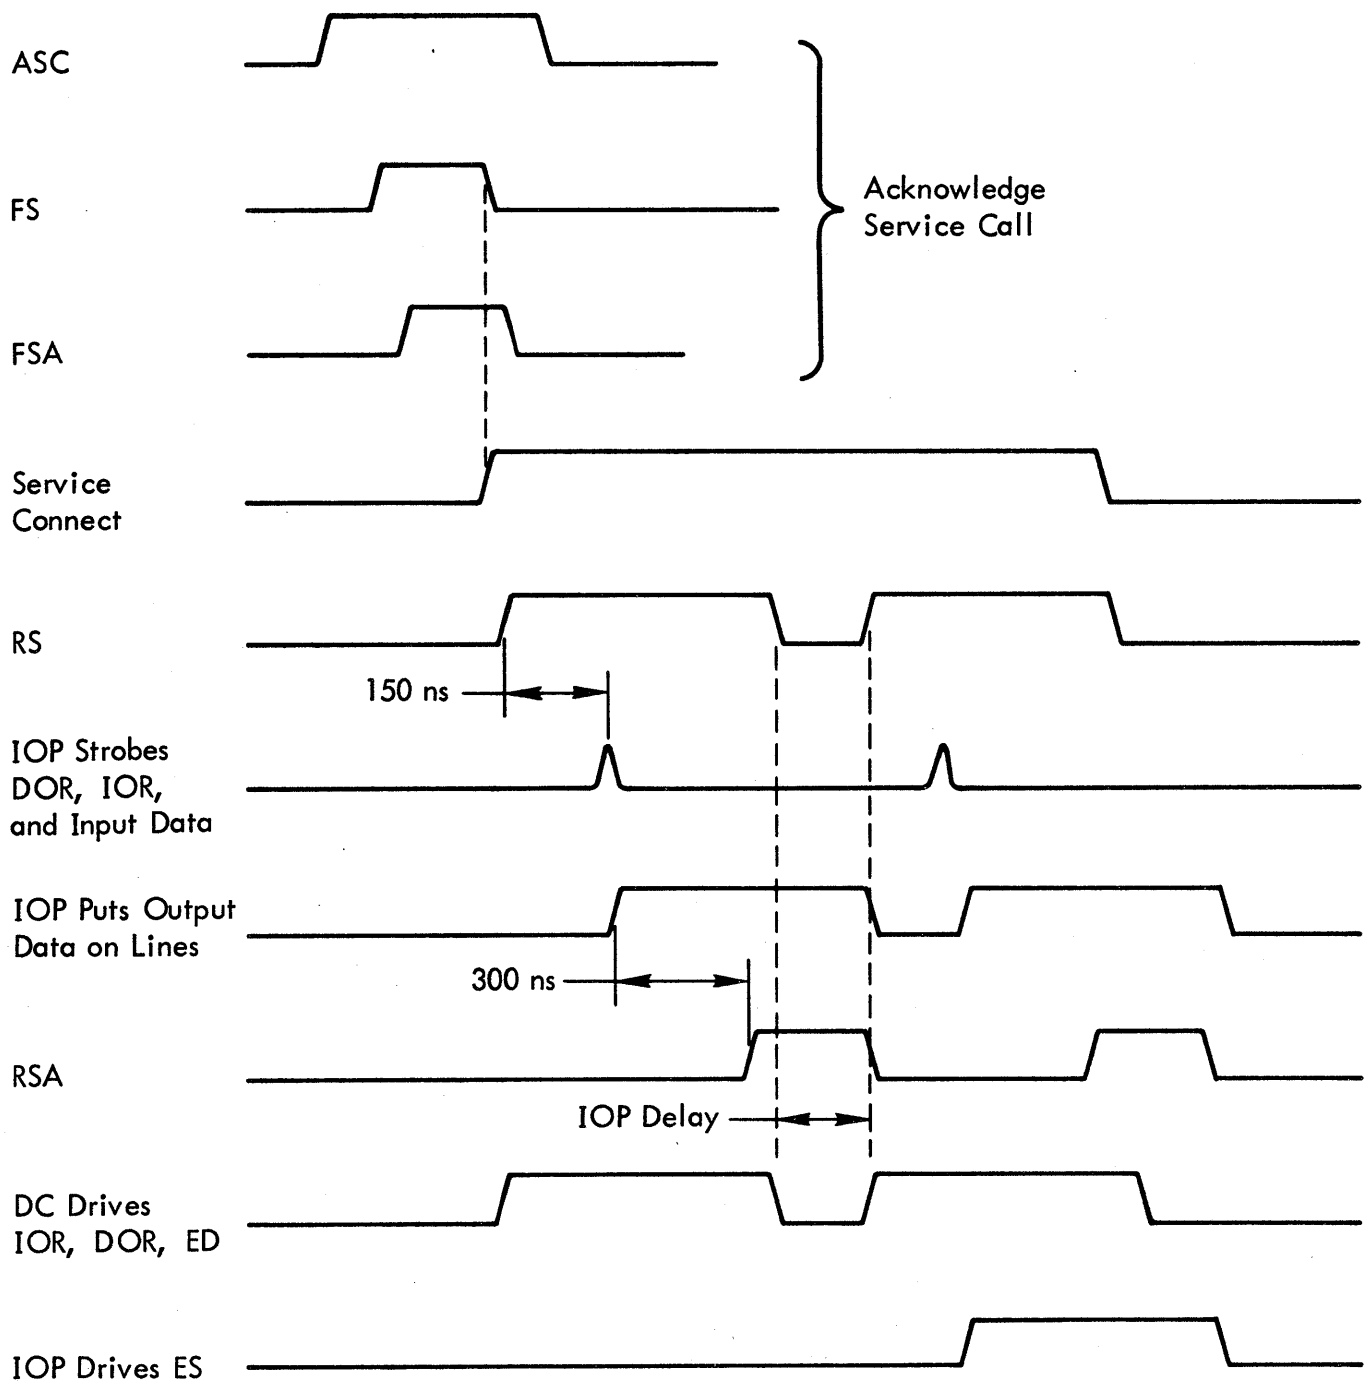 ASC
FS
FSA
Acknowledge
Service Call
Service
Connect
RS
150 ns
IOP Strobes
DOR, IOR,
and Input Data
IOP Puts Output
Data on Lines
300 ns
RSA
IOP Delay
DC Drives
IOR, DOR, ED
IOP Drives ES